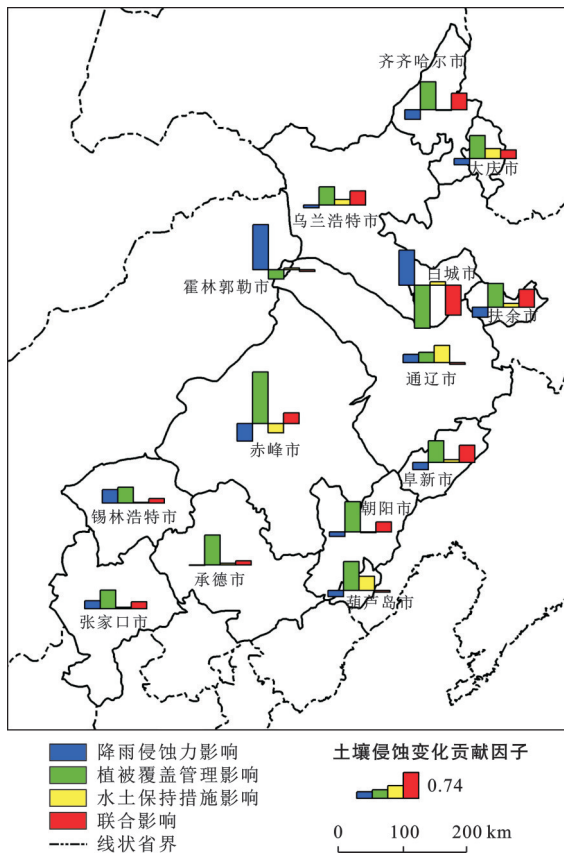 齐齐哈尔市
大庆市
乌兰浩特市
白城市
霍林郭勒市
扶余市
通辽市
赤峰市
阜新市
朝阳市
锡林浩特市
承德市
葫芦岛市
张家口市
降雨侵蚀力影响
植被覆盖管理影响
水土保持措施影响
联合影响
线状省界
土壤侵蚀变化贡献因子
0.74
0 100 200 km